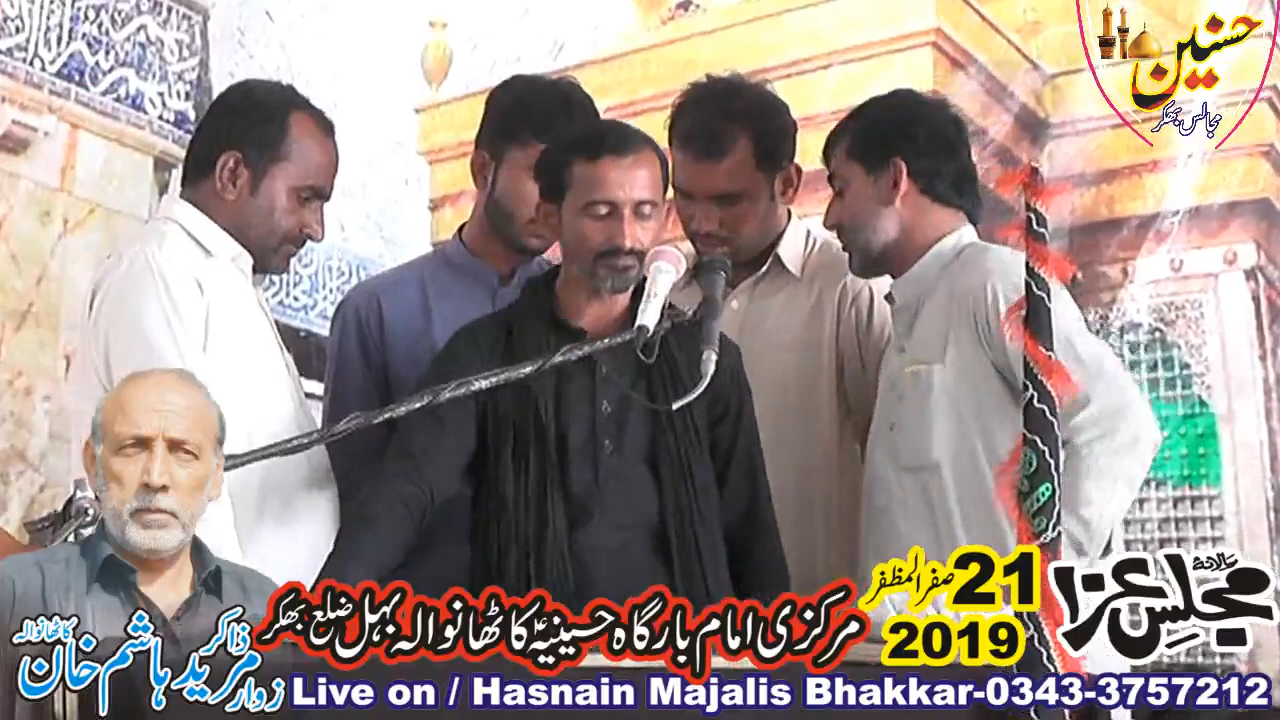 حسنین
مجالس بھکر
سالانہ
مجلسِ عزا
21 صفر المظفر
2019
مرکزی امام بارگاہ حسینیہؑ کاٹھانوالہ بہل ضلع بھکر
ذاکر
زوار مرید ہاشم خان
کاٹھانوالہ
Live on / Hasnain Majalis Bhakkar-0343-3757212